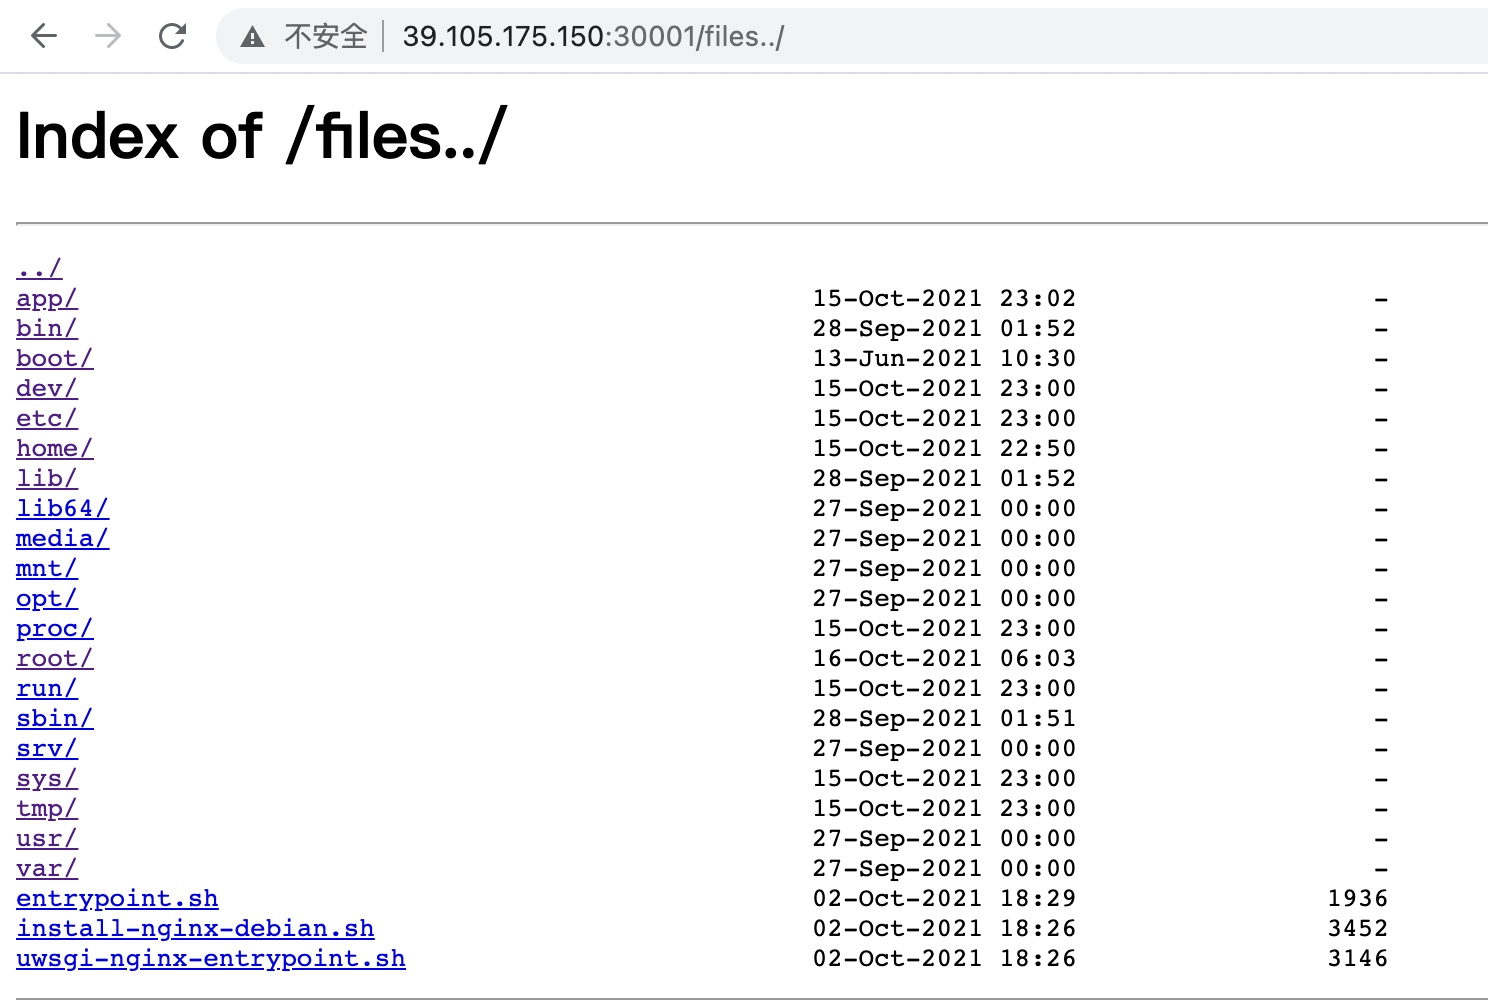 不安全 39.105.175.150:30001/files../
Index of /files../
../
app/ 15-Oct-2021 23:02 -
bin/ 28-Sep-2021 01:52 -
boot/ 13-Jun-2021 10:30 -
dev/ 15-Oct-2021 23:00 -
etc/ 15-Oct-2021 23:00 -
home/ 15-Oct-2021 22:50 -
lib/ 28-Sep-2021 01:52 -
lib64/ 27-Sep-2021 00:00 -
media/ 27-Sep-2021 00:00 -
mnt/ 27-Sep-2021 00:00 -
opt/ 27-Sep-2021 00:00 -
proc/ 15-Oct-2021 23:00 -
root/ 16-Oct-2021 06:03 -
run/ 15-Oct-2021 23:00 -
sbin/ 28-Sep-2021 01:51 -
srv/ 27-Sep-2021 00:00 -
sys/ 15-Oct-2021 23:00 -
tmp/ 15-Oct-2021 23:00 -
usr/ 27-Sep-2021 00:00 -
var/ 27-Sep-2021 00:00 -
entrypoint.sh 02-Oct-2021 18:29 1936
install-nginx-debian.sh 02-Oct-2021 18:26 3452
uwsgi-nginx-entrypoint.sh 02-Oct-2021 18:26 3146